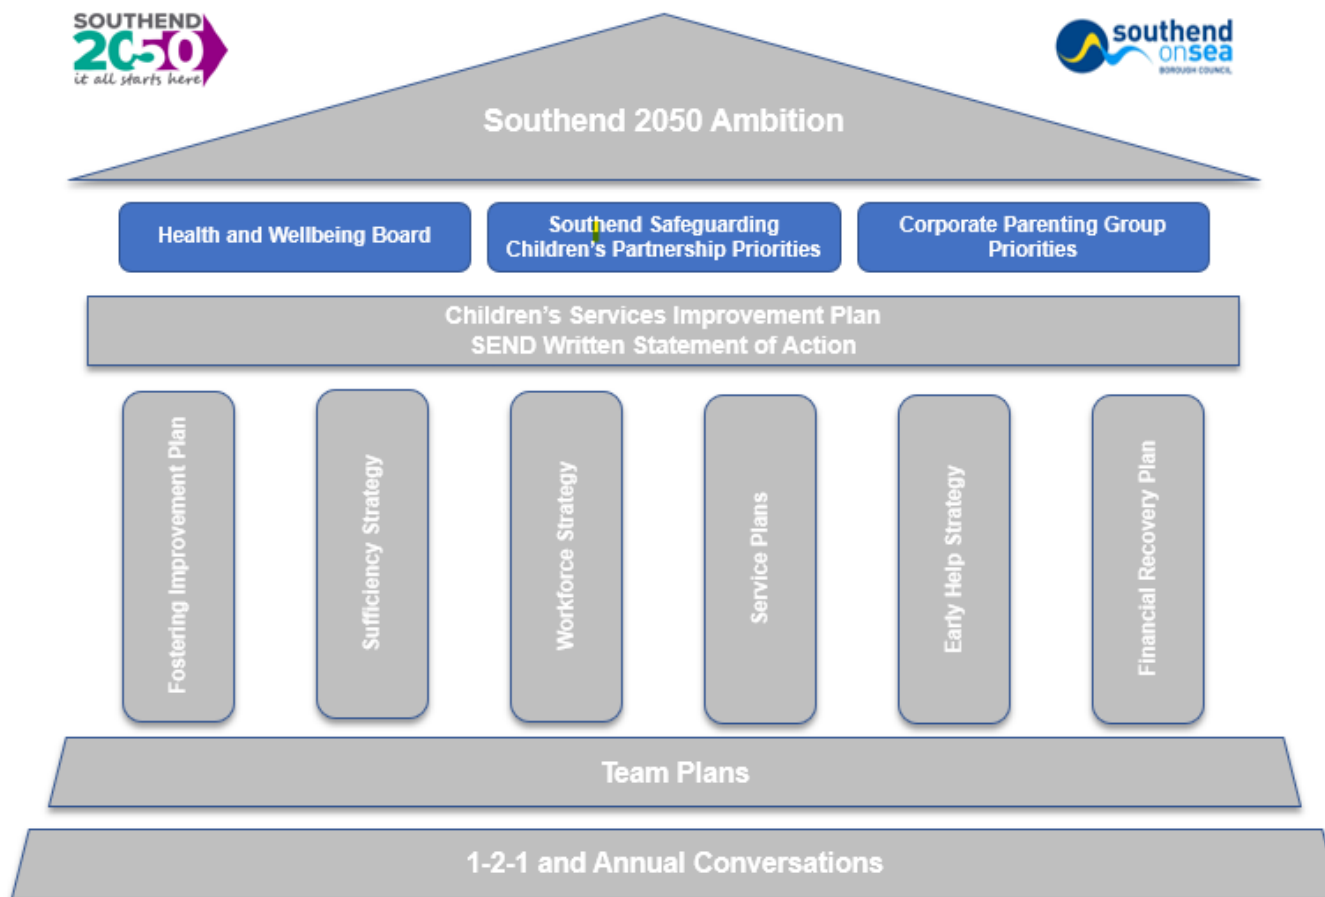 SOUTHEND
2050
it all starts here
southend
onsea
BOROUGH COUNCIL
Southend 2050 Ambition
Health and Wellbeing Board
Southend Safeguarding
Children's Partnership Priorities
Corporate Parenting Group
Priorities
Children's Services Improvement Plan
SEND Written Statement of Action
Fostering Improvement Plan
Sufficiency Strategy
Workforce Strategy
Service Plans
Early Help Strategy
Financial Recovery Plan
Team Plans
1-2-1 and Annual Conversations